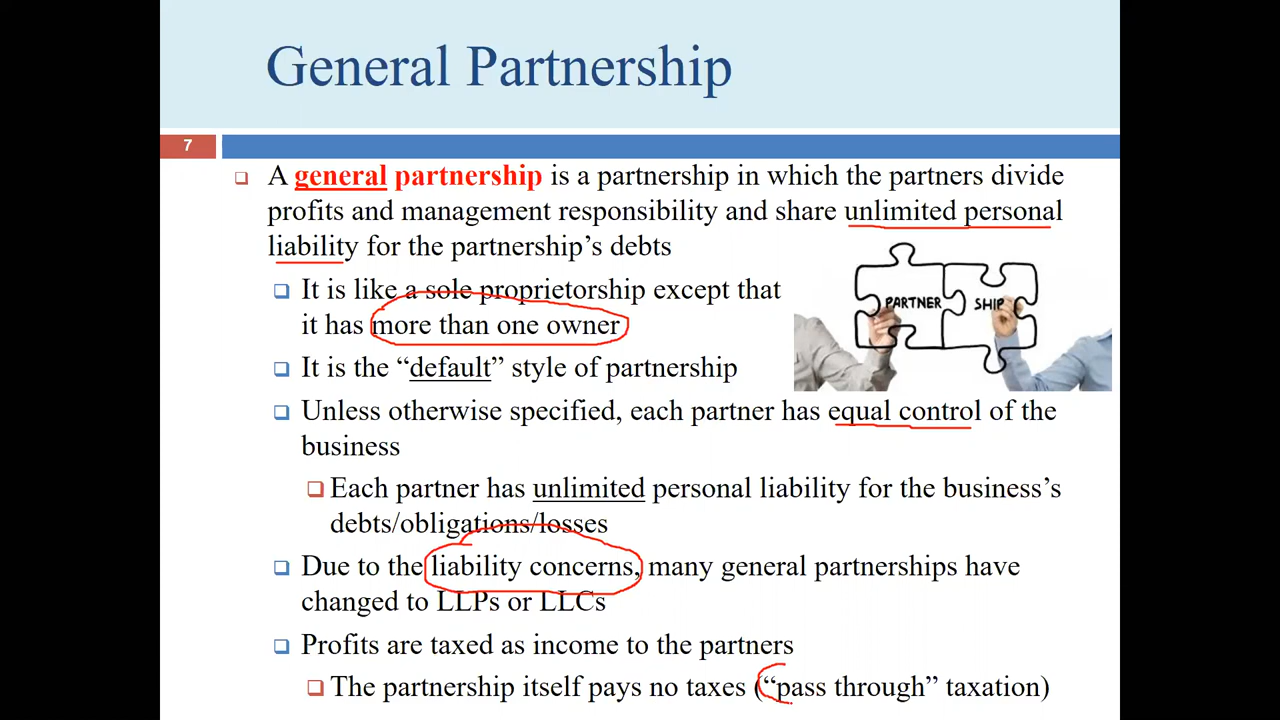 General Partnership
7
A general partnership is a partnership in which the partners divide
profits and management responsibility and share unlimited personal
liability for the partnership’s debts
It is like a sole proprietorship except that
it has more than one owner
PARTNER SHIP
It is the “default” style of partnership
Unless otherwise specified, each partner has equal control of the
business
Each partner has unlimited personal liability for the business’s
debts/obligations/losses
Due to the liability concerns, many general partnerships have
changed to LLPs or LLCs
Profits are taxed as income to the partners
The partnership itself pays no taxes (“pass through” taxation)